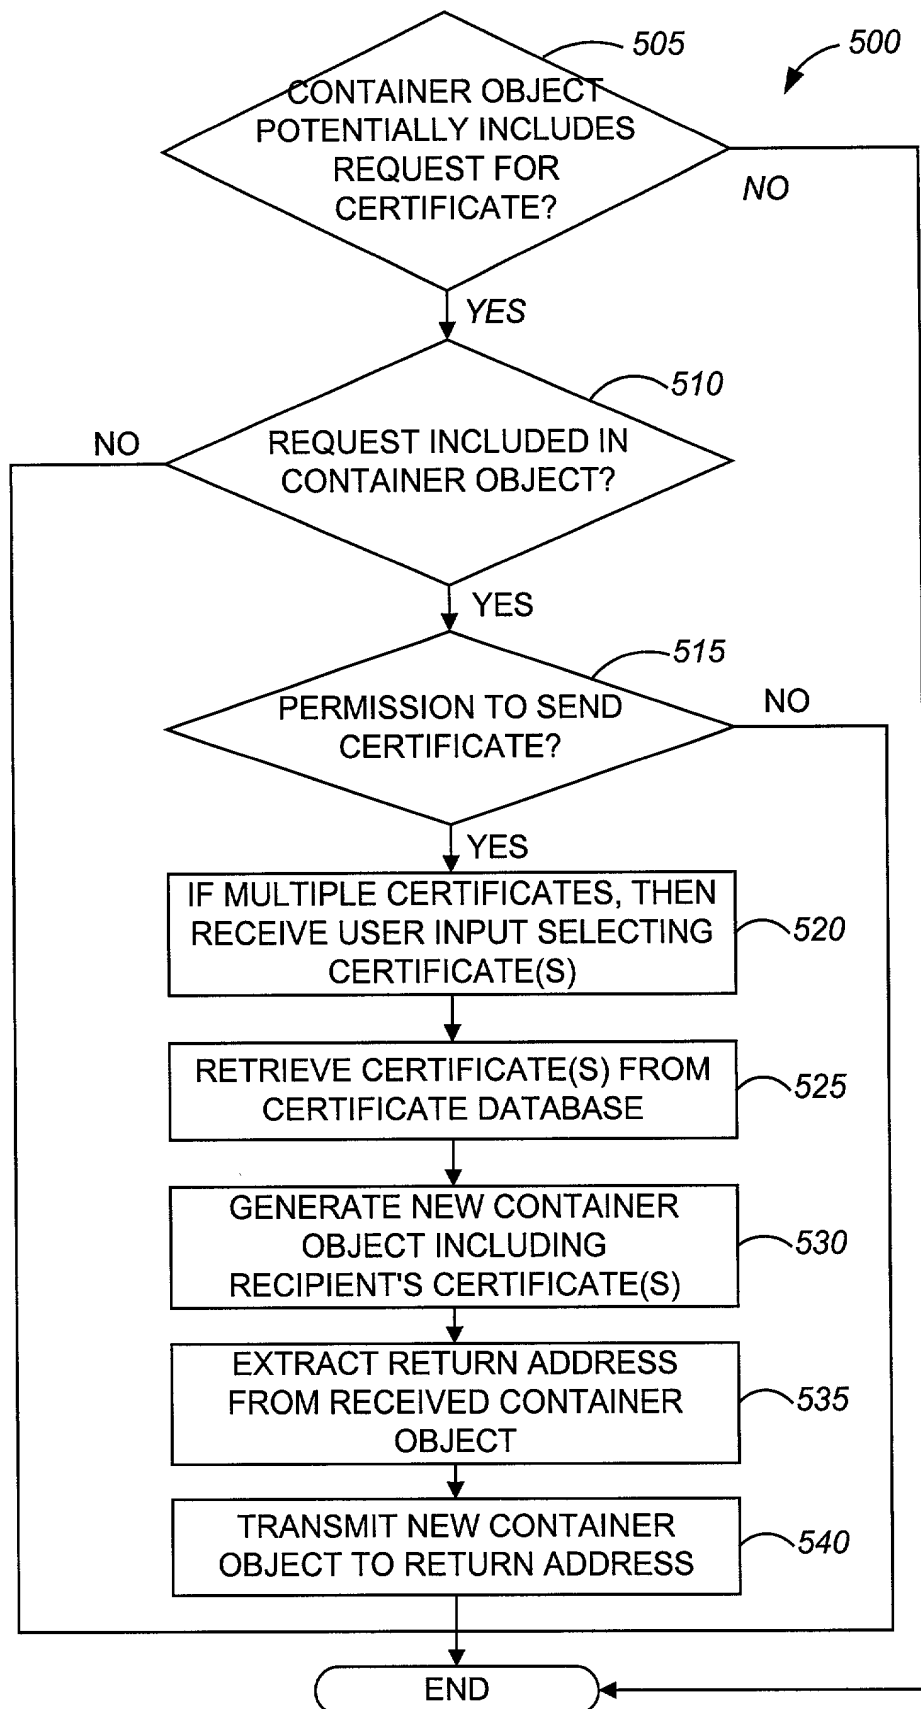 505
500
CONTAINER OBJECT
POTENTIALLY INCLUDES
REQUEST FOR
CERTIFICATE?
NO
YES
510
NO
REQUEST INCLUDED IN
CONTAINER OBJECT?
YES
515
NO
PERMISSION TO SEND
CERTIFICATE?
YES
IF MULTIPLE CERTIFICATES, THEN
RECEIVE USER INPUT SELECTING
CERTIFICATE(S)
520
RETRIEVE CERTIFICATE(S) FROM
CERTIFICATE DATABASE
525
GENERATE NEW CONTAINER
OBJECT INCLUDING
RECIPIENT'S CERTIFICATE(S)
530
EXTRACT RETURN ADDRESS
FROM RECEIVED CONTAINER
OBJECT
535
TRANSMIT NEW CONTAINER
OBJECT TO RETURN ADDRESS
540
END